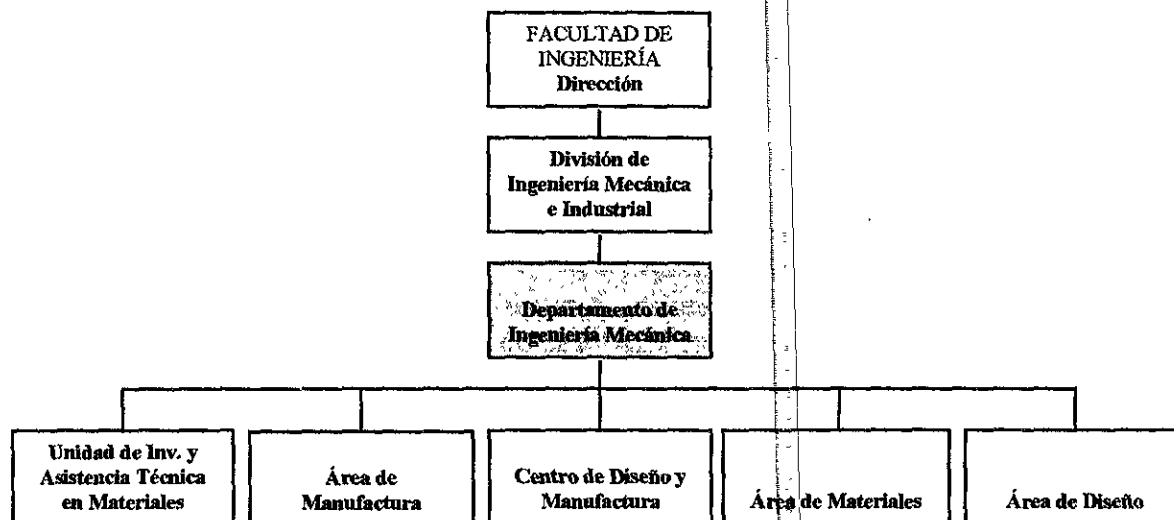 FACULTAD DE
INGENIERÍA
Dirección
División de
Ingeniería Mecánica
e Industrial
Departamento de
Ingeniería Mecánica
Unidad de Inv. y
Asistencia Técnica
en Materiales
Área de
Manufactura
Centro de Diseño y
Manufactura
Área de Materiales
Área de Diseño